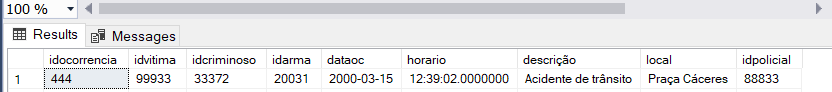 100 %
Results Messages
idocorrencia idvitima idcriminoso idarma dataoc horario descrição local idpolicial
1 444 99933 33372 20031 2000-03-15 12:39:02.0000000 Acidente de trânsito Praça Cáceres 88833